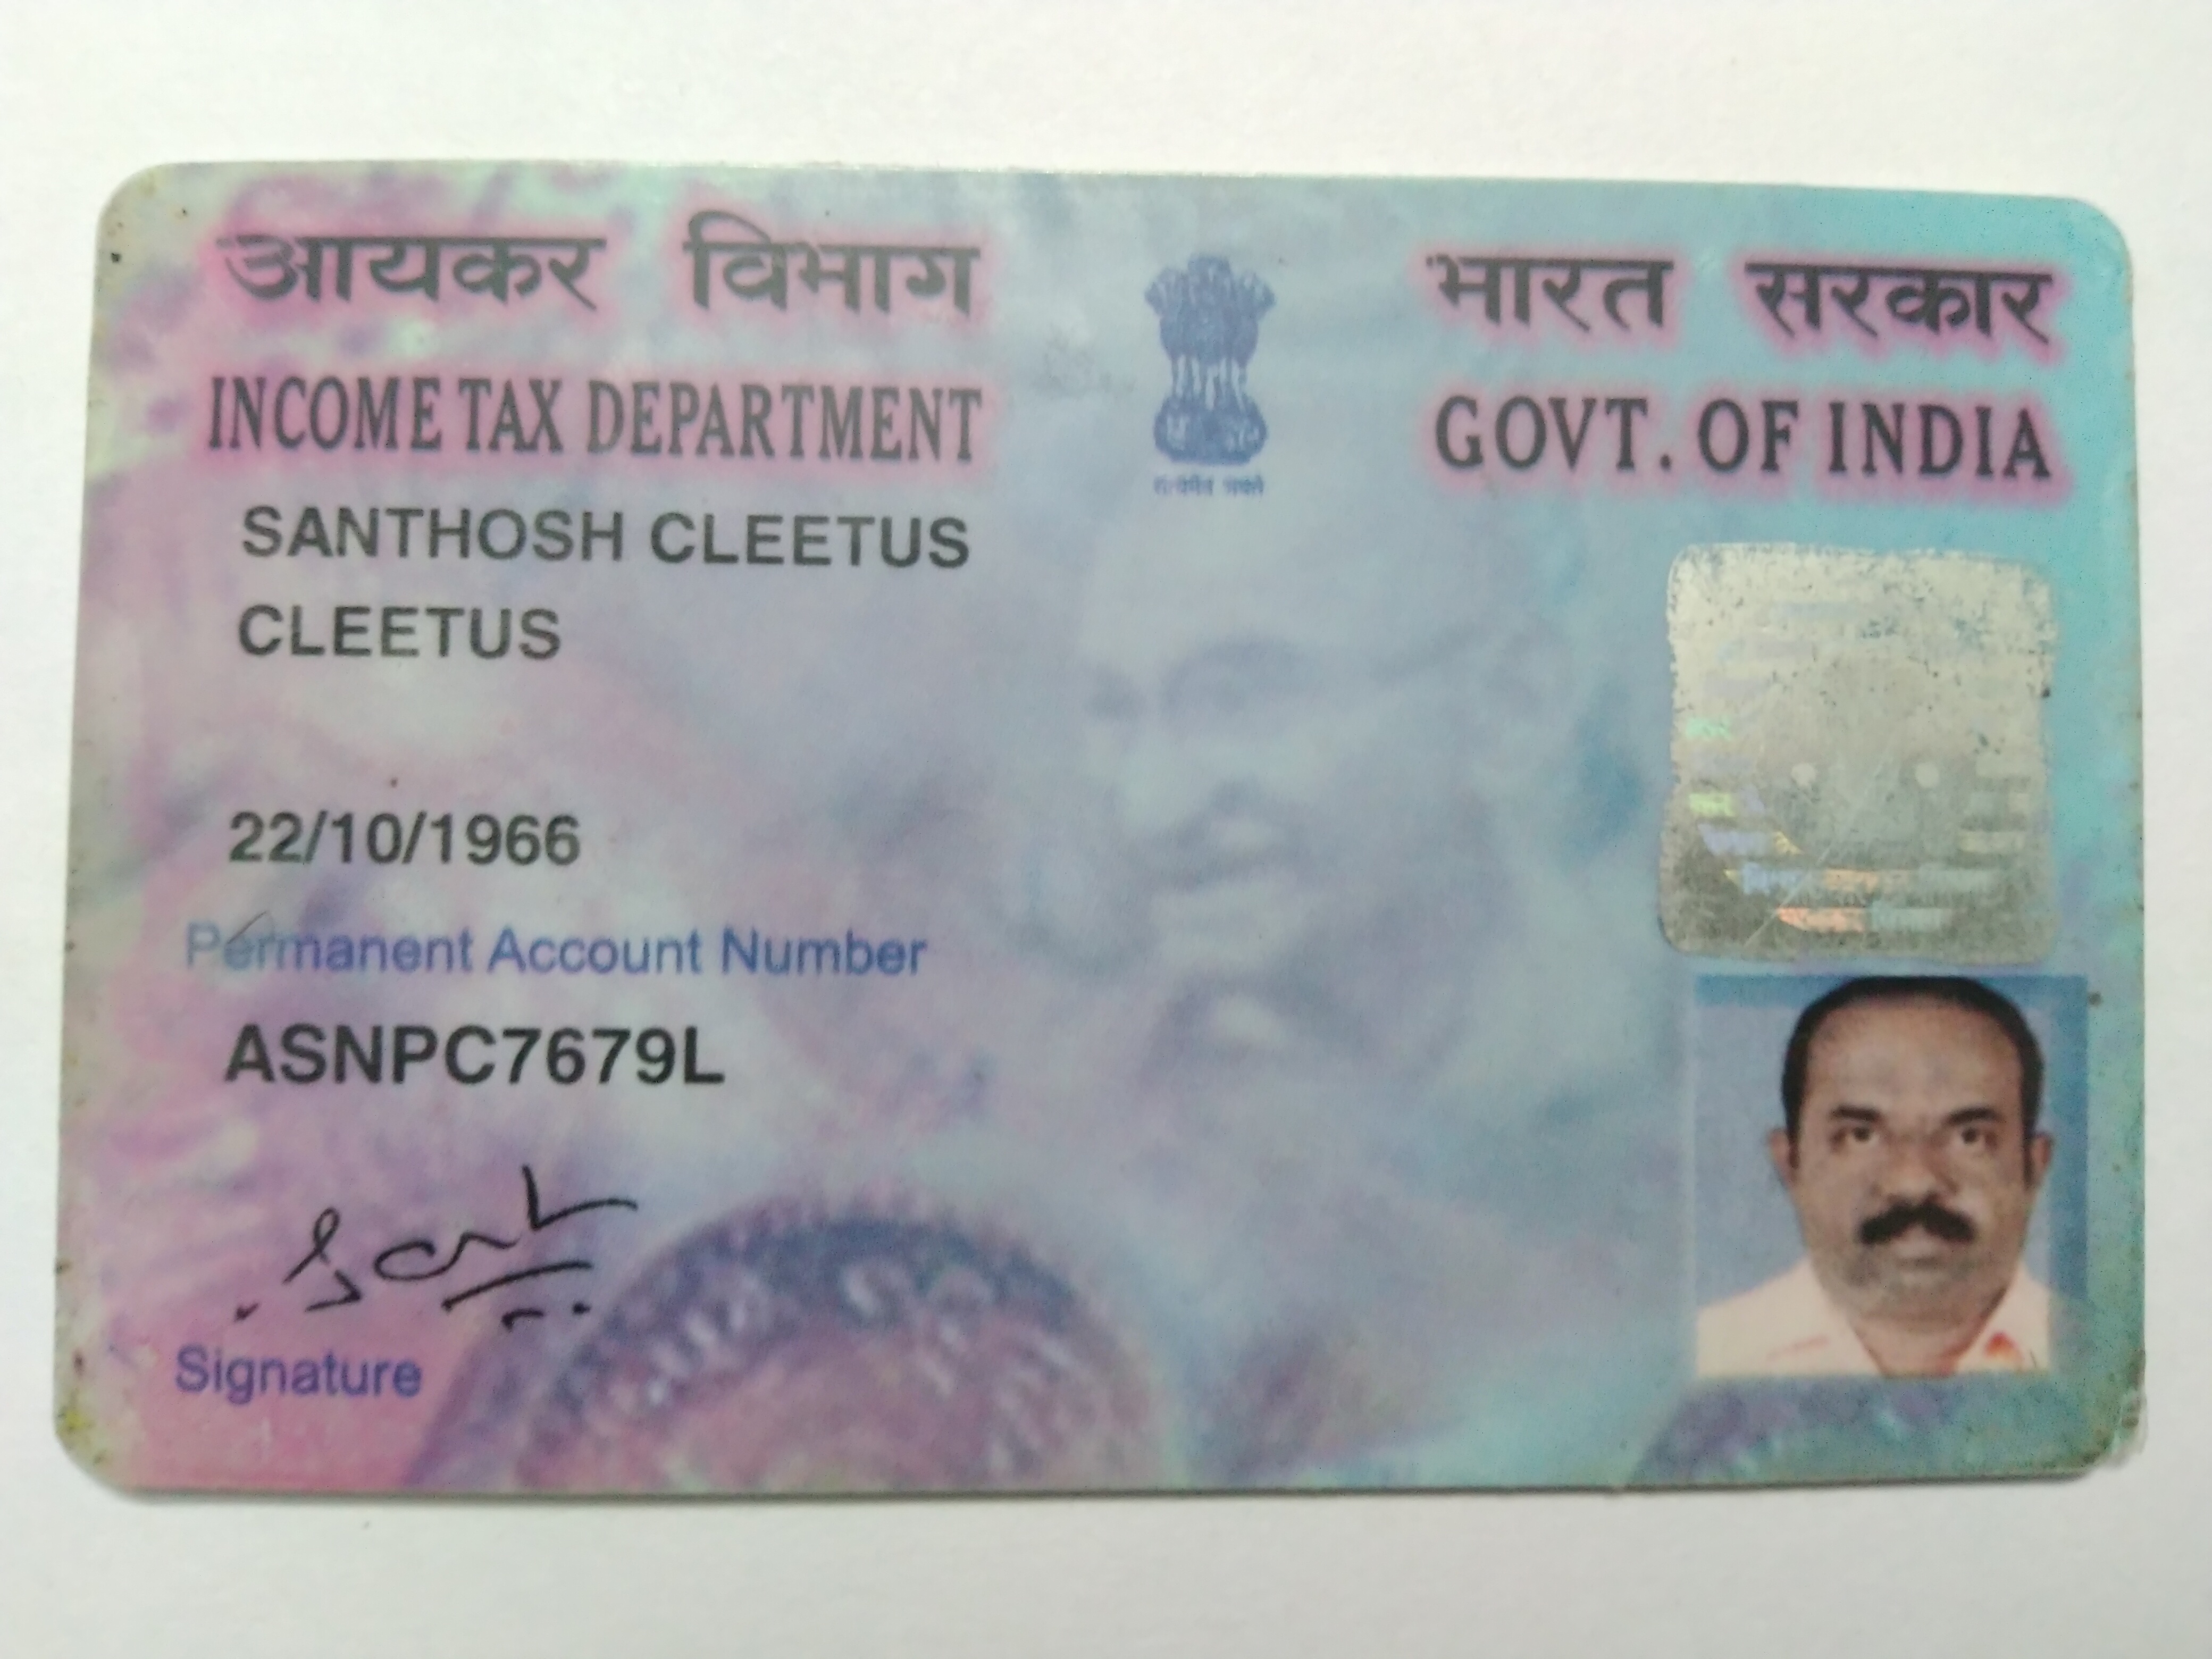 आयकर विभाग
INCOME TAX DEPARTMENT
भारत सरकार
GOVT. OF INDIA
सत्यमेव जयते
SANTHOSH CLEETUS
CLEETUS
22/10/1966
Permanent Account Number
ASNPC7679L
Signature